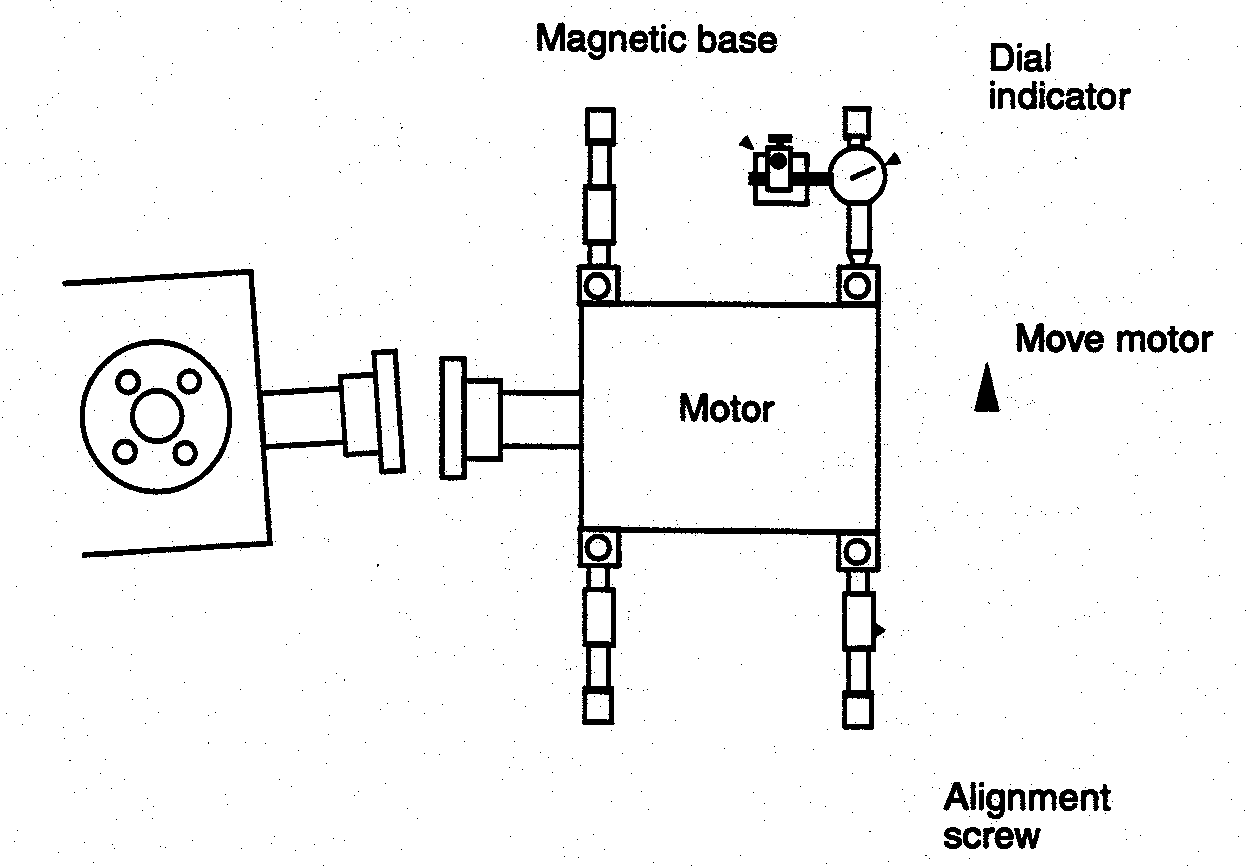 Magnetic base
Dial
indicator
Move motor
Motor
Alignment
screw